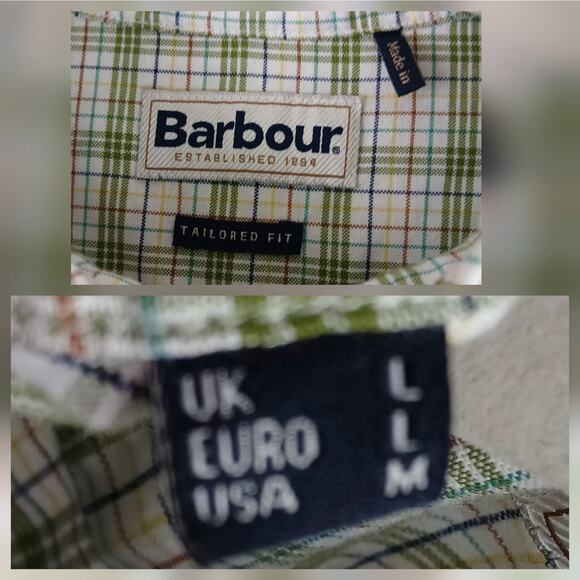 Made in
Barbour®
ESTABLISHED 1894
TAILORED FIT
UK L
EURO L
USA M